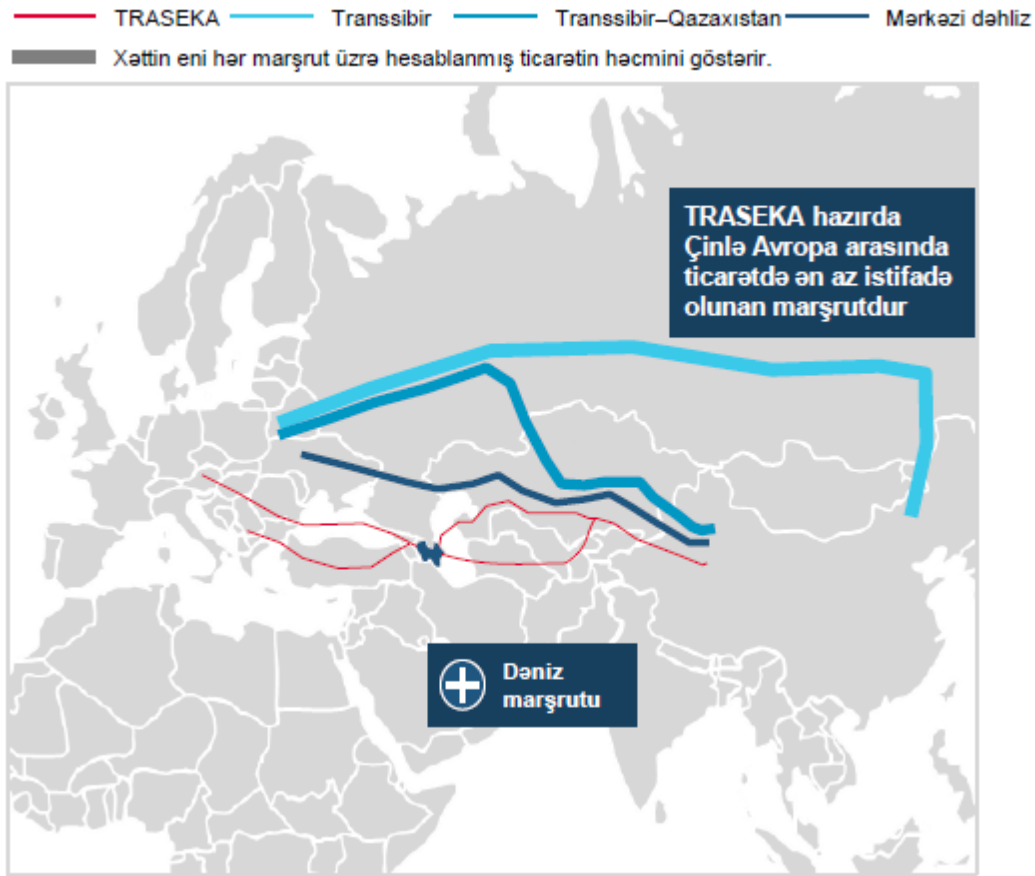 TRASEKA Transsibir Transsibir–Qazaxıstan Mərkəzi dəhliz
Xəttin eni hər marşrut üzrə hesablanmış ticarətin həcmini göstərir.
TRASEKA hazırda
Çinlə Avropa arasında
ticarətdə ən az istifadə
olunan marşrutdur
Dəniz
marşrutu